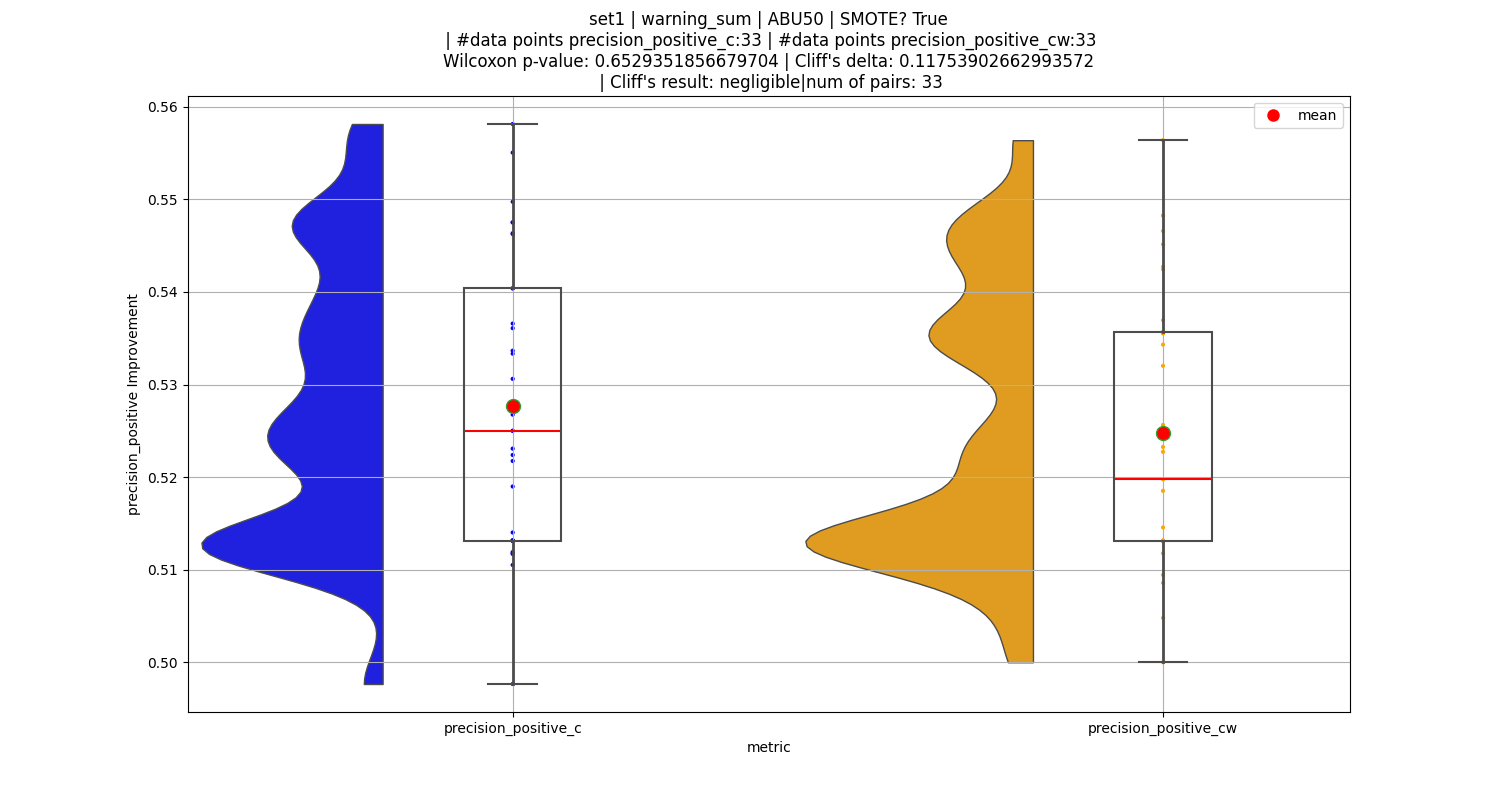 set1 | warning_sum | ABU50 | SMOTE? True
| #data points precision_positive_c:33 | #data points precision_positive_cw:33
Wilcoxon p-value: 0.6529351856679704 | Cliff's delta: 0.11753902662993572
| Cliff's result: negligible|num of pairs: 33
mean
0.56
0.55
0.54
0.53
0.52
0.51
0.50
precision_positive Improvement
precision_positive_c
precision_positive_cw
metric